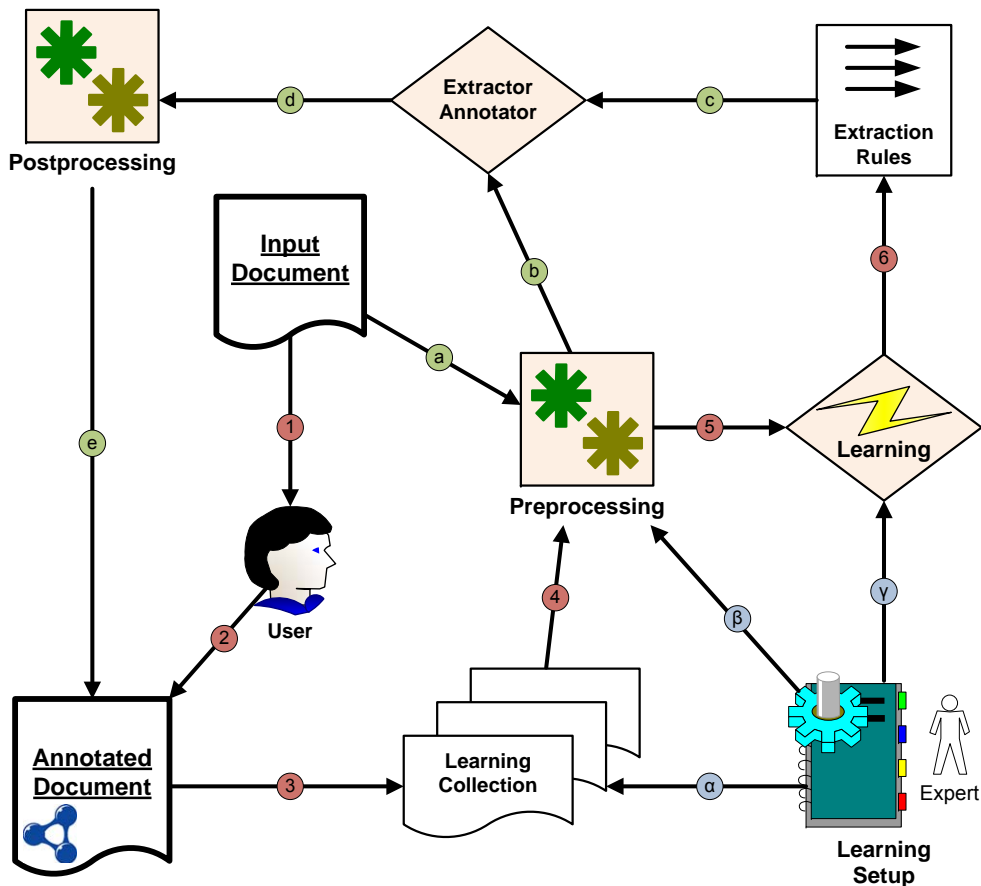 d
Extractor
Annotator
c
Extraction
Rules
Postprocessing
Input
Document
b
6
a
1
e
5
Learning
Preprocessing
4
User
2
β
γ
Annotated
Document
3
Learning
Collection
α
Expert
Learning
Setup